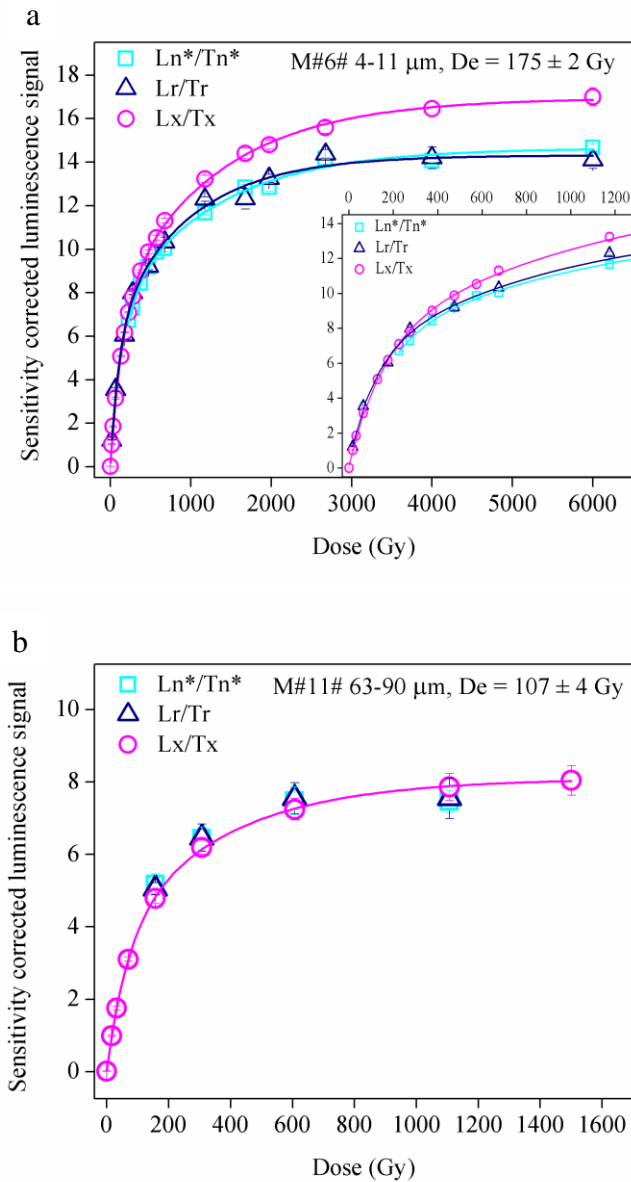 a
Ln*/Tn*
Lr/Tr
Lx/Tx
M#6# 4-11 μm, De = 175 ± 2 Gy
18
16
14
12
10
8
6
4
2
0
Sensitivity corrected luminescence signal
0 200 400 600 800 1000 1200
Ln*/Tn*
Lr/Tr
Lx/Tx
14
12
10
8
6
4
2
0
0 1000 2000 3000 4000 5000 6000
Dose (Gy)
b
Ln*/Tn*
Lr/Tr
Lx/Tx
M#11# 63-90 μm, De = 107 ± 4 Gy
10
8
6
4
2
0
Sensitivity corrected luminescence signal
0 200 400 600 800 1000 1200 1400 1600
Dose (Gy)